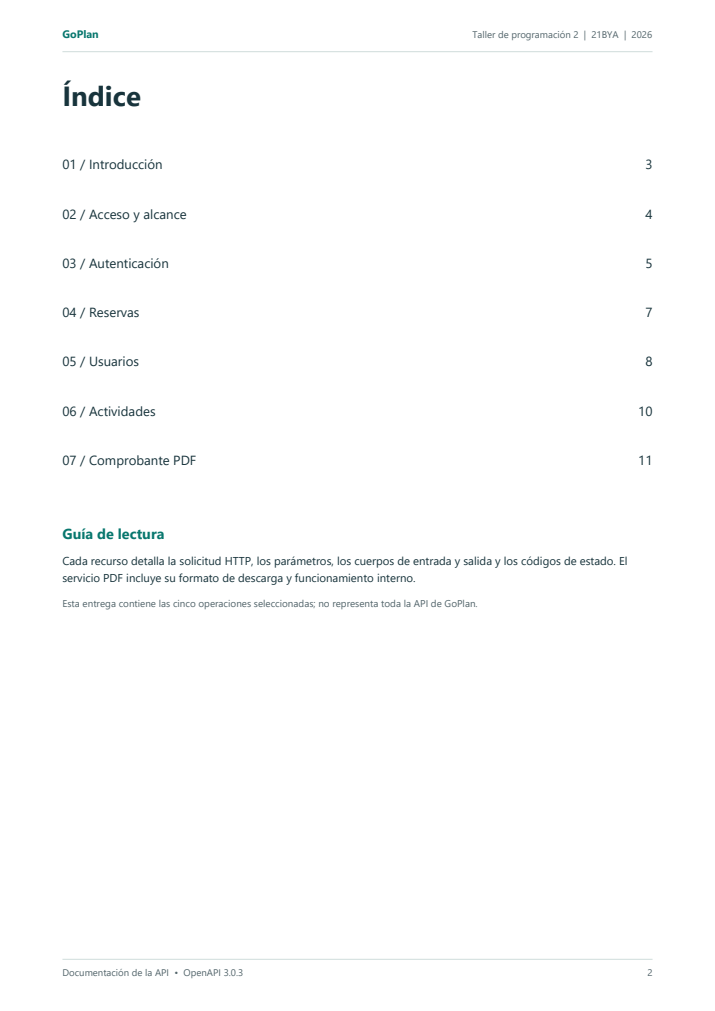 GoPlan
Taller de programación 2 | 21BYA | 2026
Índice
01 / Introducción 3
02 / Acceso y alcance 4
03 / Autenticación 5
04 / Reservas 7
05 / Usuarios 8
06 / Actividades 10
07 / Comprobante PDF 11
Guía de lectura
Cada recurso detalla la solicitud HTTP, los parámetros, los cuerpos de entrada y salida y los códigos de estado. El
servicio PDF incluye su formato de descarga y funcionamiento interno.
Esta entrega contiene las cinco operaciones seleccionadas; no representa toda la API de GoPlan.
Documentación de la API • OpenAPI 3.0.3 2